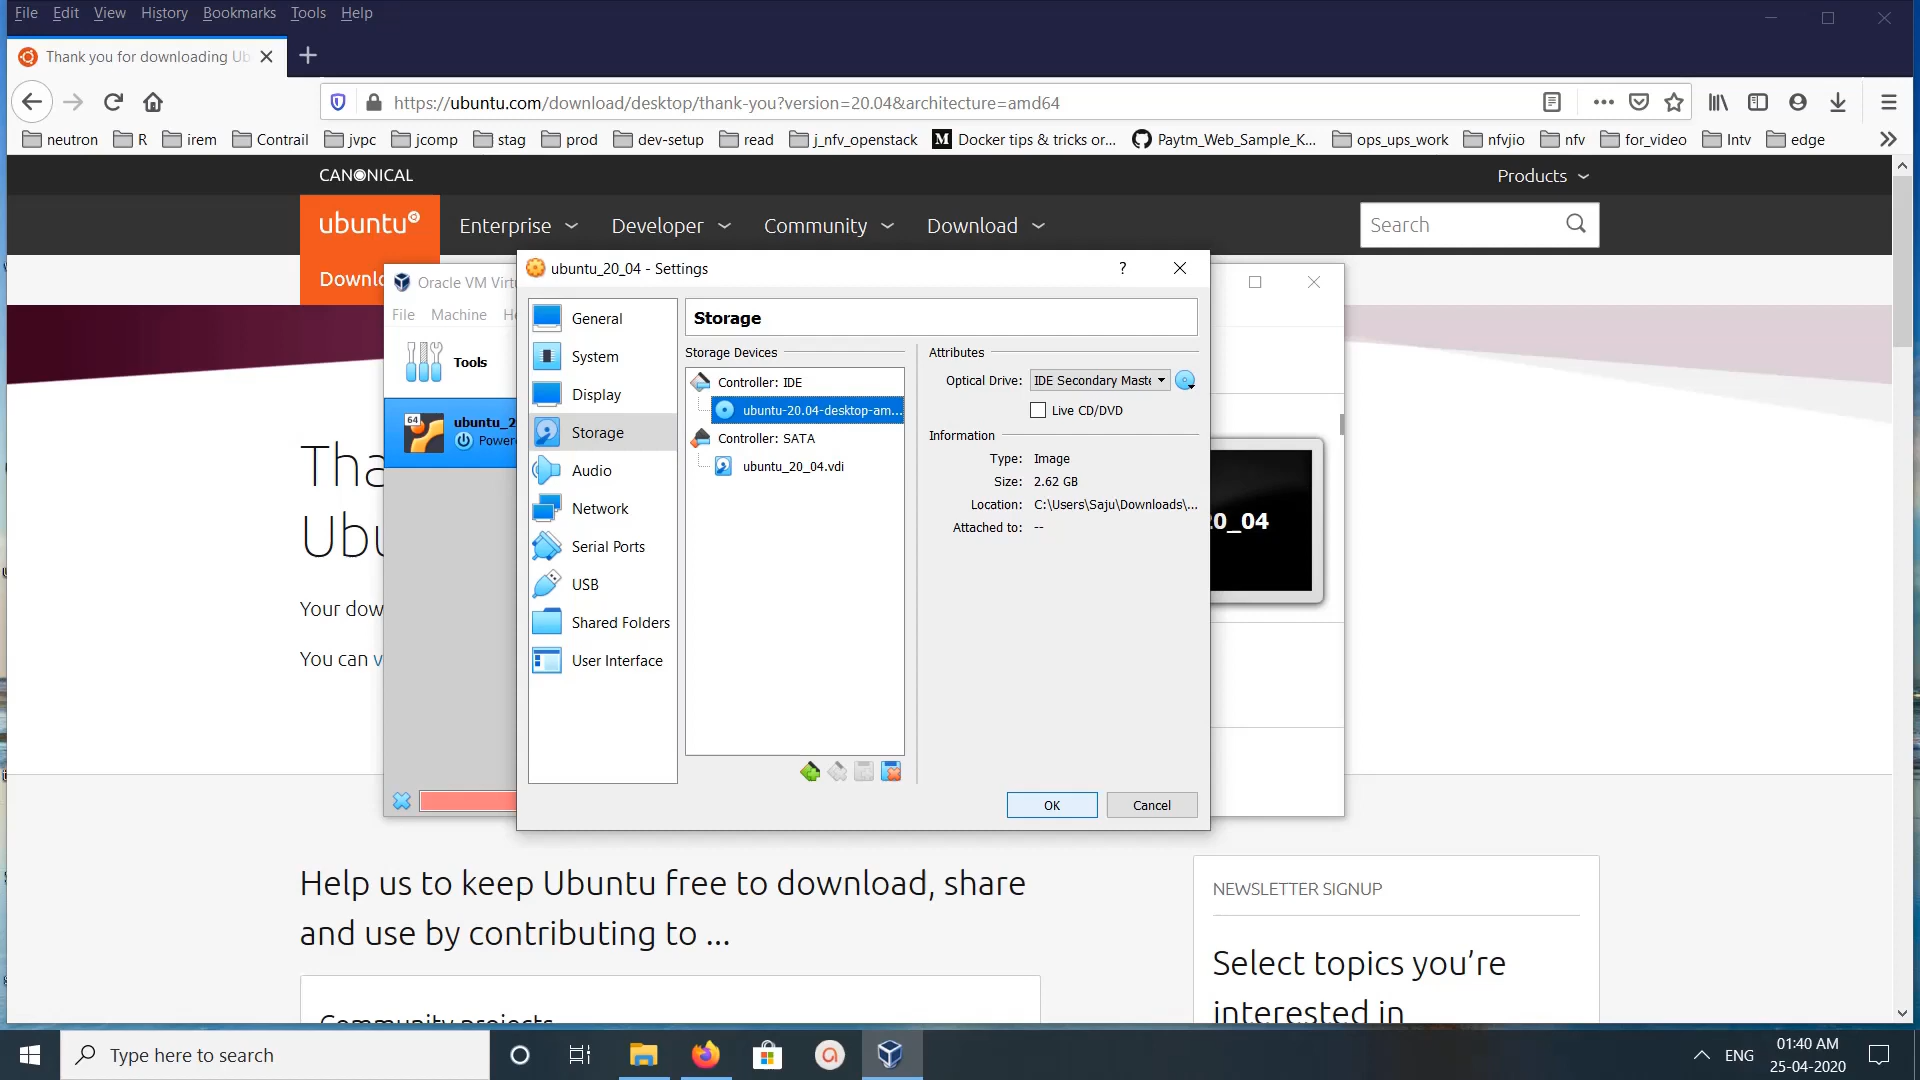 File Edit View History Bookmarks Tools Help
Thank you for downloading Ub
https://ubuntu.com/download/desktop/thank-you?version=20.04&architecture=amd64
neutron R irem Contrail jvpc jcomp stag prod dev-setup read j_nfv_openstack M Docker tips & tricks or... Paytm_Web_Sample_K... ops_ups_work nfvjio nfv for_video Intv edge
CANONICAL
Products
ubuntu
Enterprise Developer Community Download
Search
Downlo
Oracle VM Virtu
File Machine He
Tools
64
ubuntu_2
Powere
ubuntu_20_04 - Settings
?
General
System
Display
Storage
Audio
Network
Serial Ports
USB
Shared Folders
User Interface
Storage
Storage Devices
Controller: IDE
ubuntu-20.04-desktop-am...
Controller: SATA
ubuntu_20_04.vdi
Attributes
Optical Drive: IDE Secondary Maste
Live CD/DVD
Information
Type: Image
Size: 2.62 GB
Location: C:\Users\Saju\Downloads\...
Attached to: --
OK Cancel
20_04
Tha
Ubu
Your dow
You can v
Help us to keep Ubuntu free to download, share
and use by contributing to ...
Community projects
NEWSLETTER SIGNUP
Select topics you’re
interested in
Type here to search
ENG
01:40 AM
25-04-2020